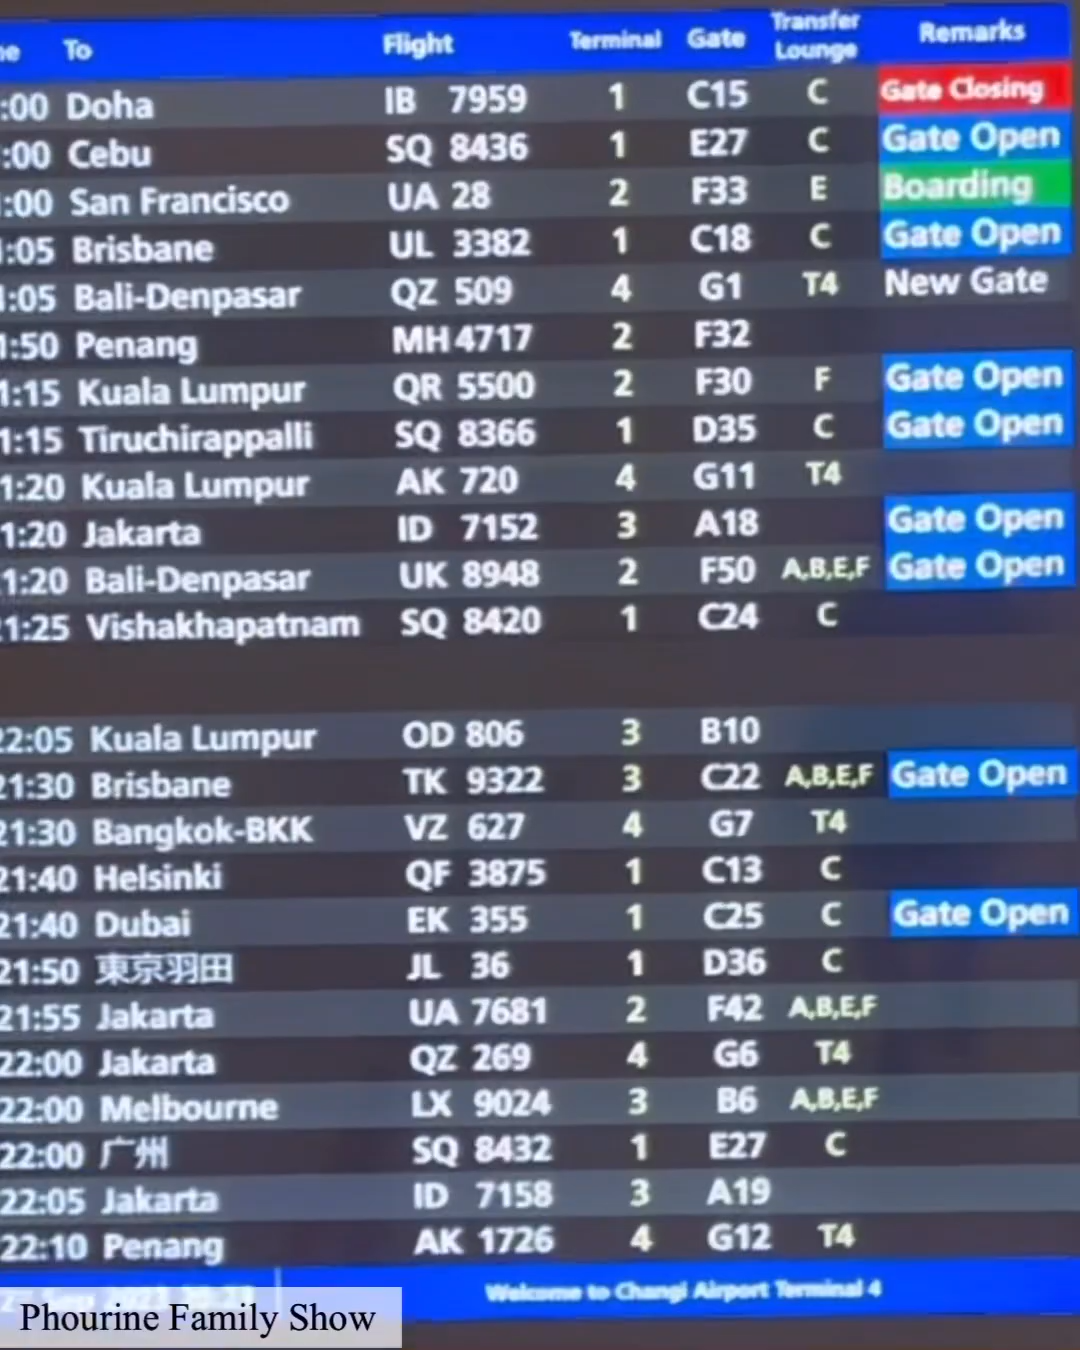 To Flight Terminal Gate Transfer Lounge Remarks
:00 Doha IB 7959 1 C15 C Gate Closing
:00 Cebu SQ 8436 1 E27 C Gate Open
:00 San Francisco UA 28 2 F33 E Boarding
1:05 Brisbane UL 3382 1 C18 C Gate Open
1:05 Bali-Denpasar QZ 509 4 G1 T4 New Gate
1:50 Penang MH 4717 2 F32
1:15 Kuala Lumpur QR 5500 2 F30 F Gate Open
1:15 Tiruchirappalli SQ 8366 1 D35 C Gate Open
1:20 Kuala Lumpur AK 720 4 G11 T4
1:20 Jakarta ID 7152 3 A18 Gate Open
1:20 Bali-Denpasar UK 8948 2 F50 A,B,E,F Gate Open
21:25 Vishakhapatnam SQ 8420 1 C24 C
22:05 Kuala Lumpur OD 806 3 B10
21:30 Brisbane TK 9322 3 C22 A,B,E,F Gate Open
21:30 Bangkok-BKK VZ 627 4 G7 T4
21:40 Helsinki QF 3875 1 C13 C
21:40 Dubai EK 355 1 C25 C Gate Open
21:50 東京羽田 JL 36 1 D36 C
21:55 Jakarta UA 7681 2 F42 A,B,E,F
22:00 Jakarta QZ 269 4 G6 T4
22:00 Melbourne LX 9024 3 B6 A,B,E,F
22:00 广州 SQ 8432 1 E27 C
22:05 Jakarta ID 7158 3 A19
22:10 Penang AK 1726 4 G12 T4
Welcome to Changi Airport Terminal 4
Phourine Family Show